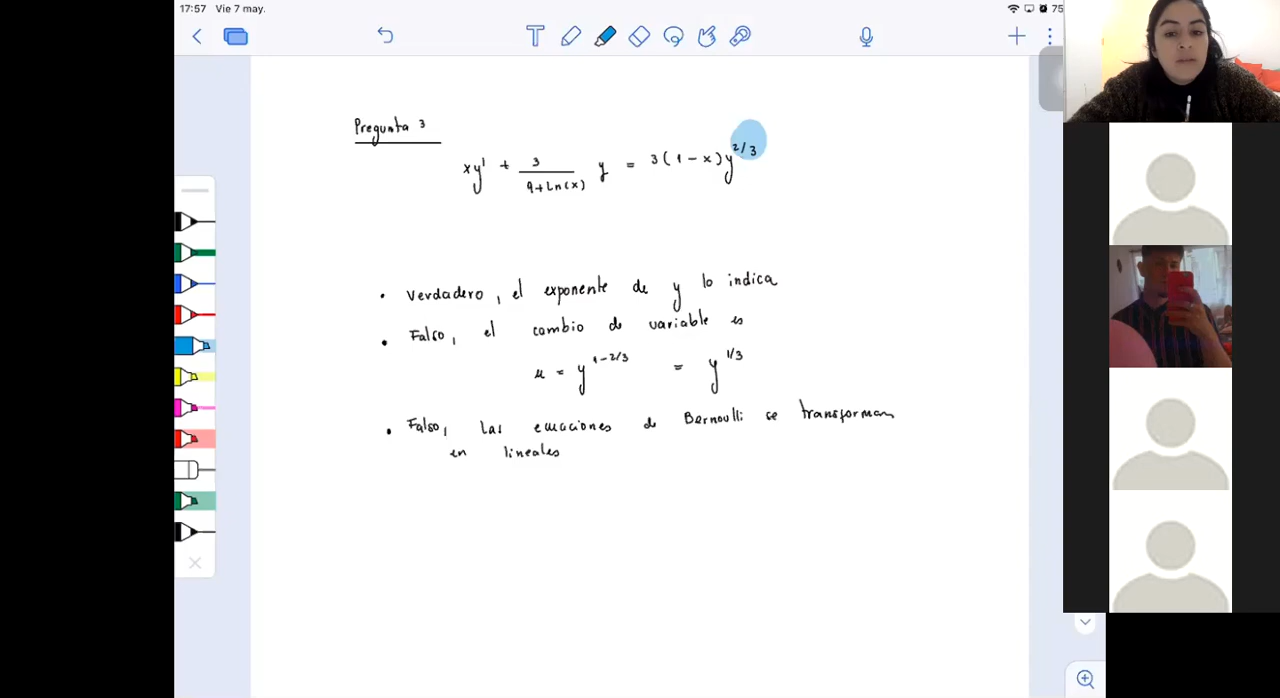 17:57 Vie 7 may.
75
T
Pregunta 3
xy' + 3/(9+Ln(x)) y = 3(1-x)y^2/3
• Verdadero, el exponente de y lo indica
• Falso, el cambio de variable es
u = y^1-2/3 = y^1/3
• Falso, Las ecuaciones de Bernoulli se transforman
en lineales